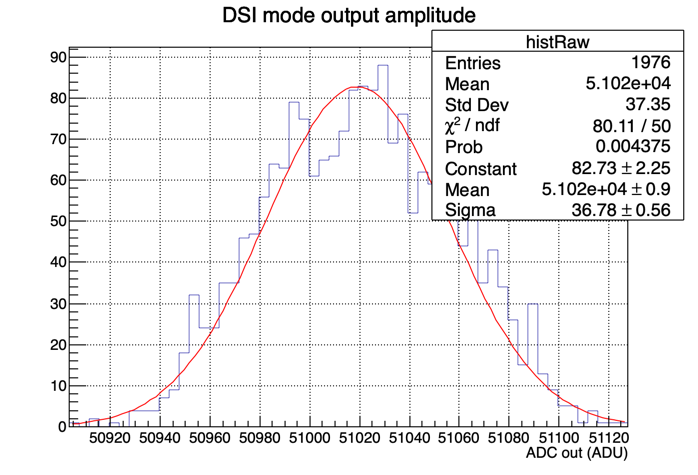 DSI mode output amplitude
histRaw
Entries 1976
Mean 5.102e+04
Std Dev 37.35
χ² / ndf 80.11 / 50
Prob 0.004375
Constant 82.73 ± 2.25
Mean 5.102e+04 ± 0.9
Sigma 36.78 ± 0.56
90
80
70
60
50
40
30
20
10
0
50920 50940 50960 50980 51000 51020 51040 51060 51080 51100 51120
ADC out (ADU)